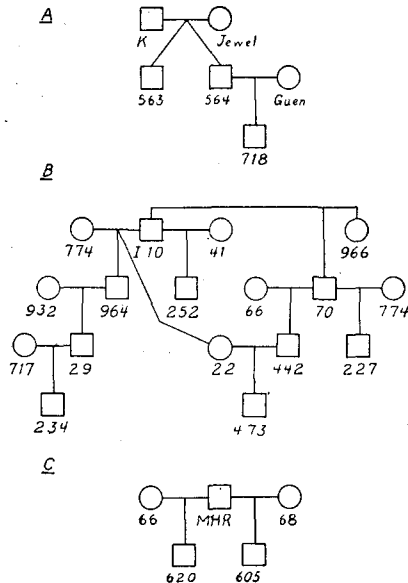 A
K Jewel
563 564 Guen
718
B
774 I 10 41 966
932 964 252 66 70 774
717 29 22 442 227
234 473
C
66 MHR 68
620 605